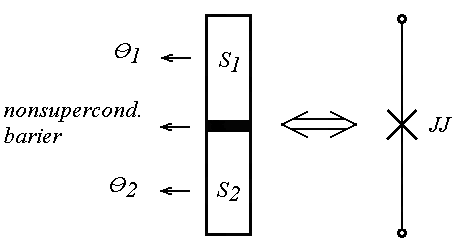 Θ1
S1
nonsupercond.
barier
JJ
Θ2
S2